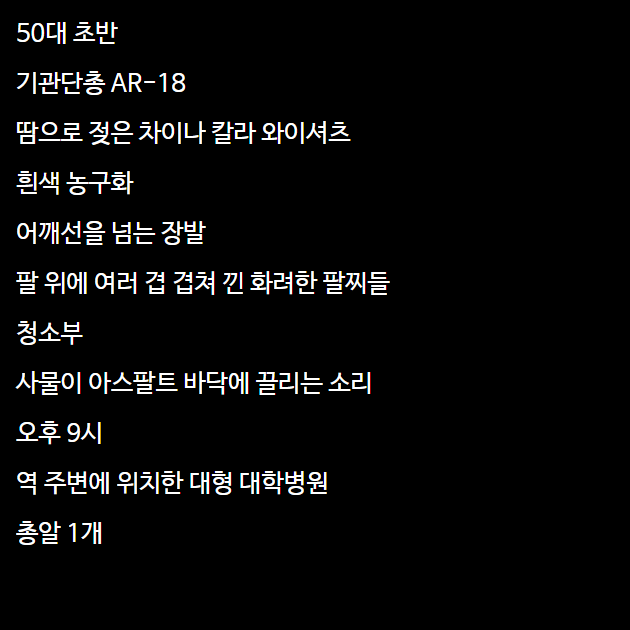 50대 초반
기관단총 AR-18
땀으로 젖은 차이나 칼라 와이셔츠
흰색 농구화
어깨선을 넘는 장발
팔 위에 여러 겹 겹쳐 낀 화려한 팔찌들
청소부
사물이 아스팔트 바닥에 끌리는 소리
오후 9시
역 주변에 위치한 대형 대학병원
총알 1개